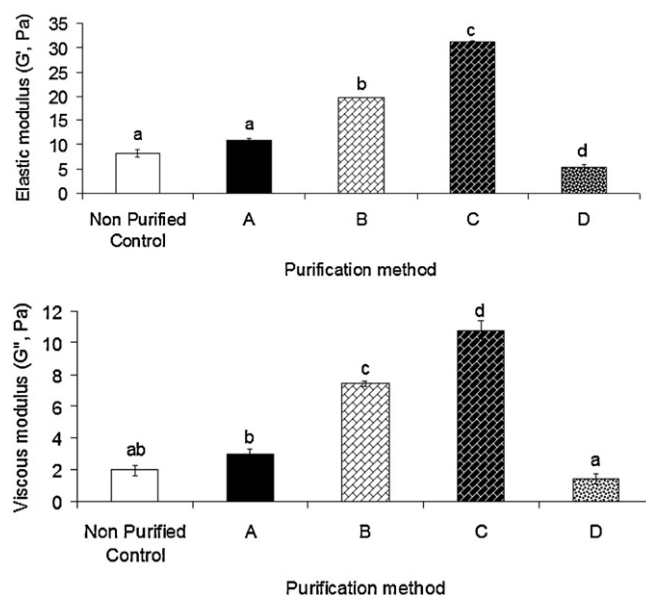 Elastic modulus (G', Pa)
35
30
25
20
15
10
5
0
a
a
b
c
d
Non Purified
Control
A
B
C
D
Purification method
Viscous modulus (G", Pa)
12
10
8
6
4
2
0
ab
b
c
d
a
Non Purified
Control
A
B
C
D
Purification method